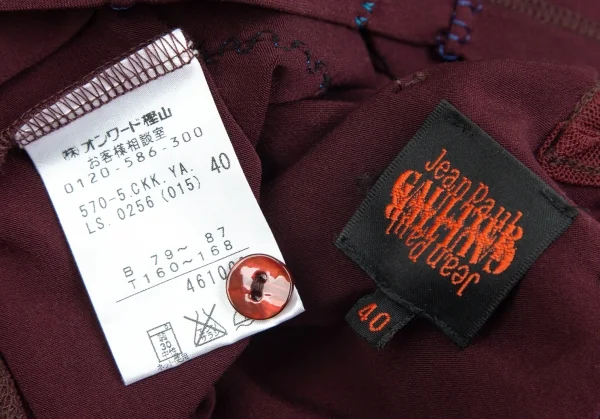 ㈱オンワード樫山
お客様相談室
0120-586-300
40
570-5.CKK.YA.
LS. 0256 (015)
B 79～ 87
T160～168
4610
Jean Paul
GAULTIER
Jean Paul
40